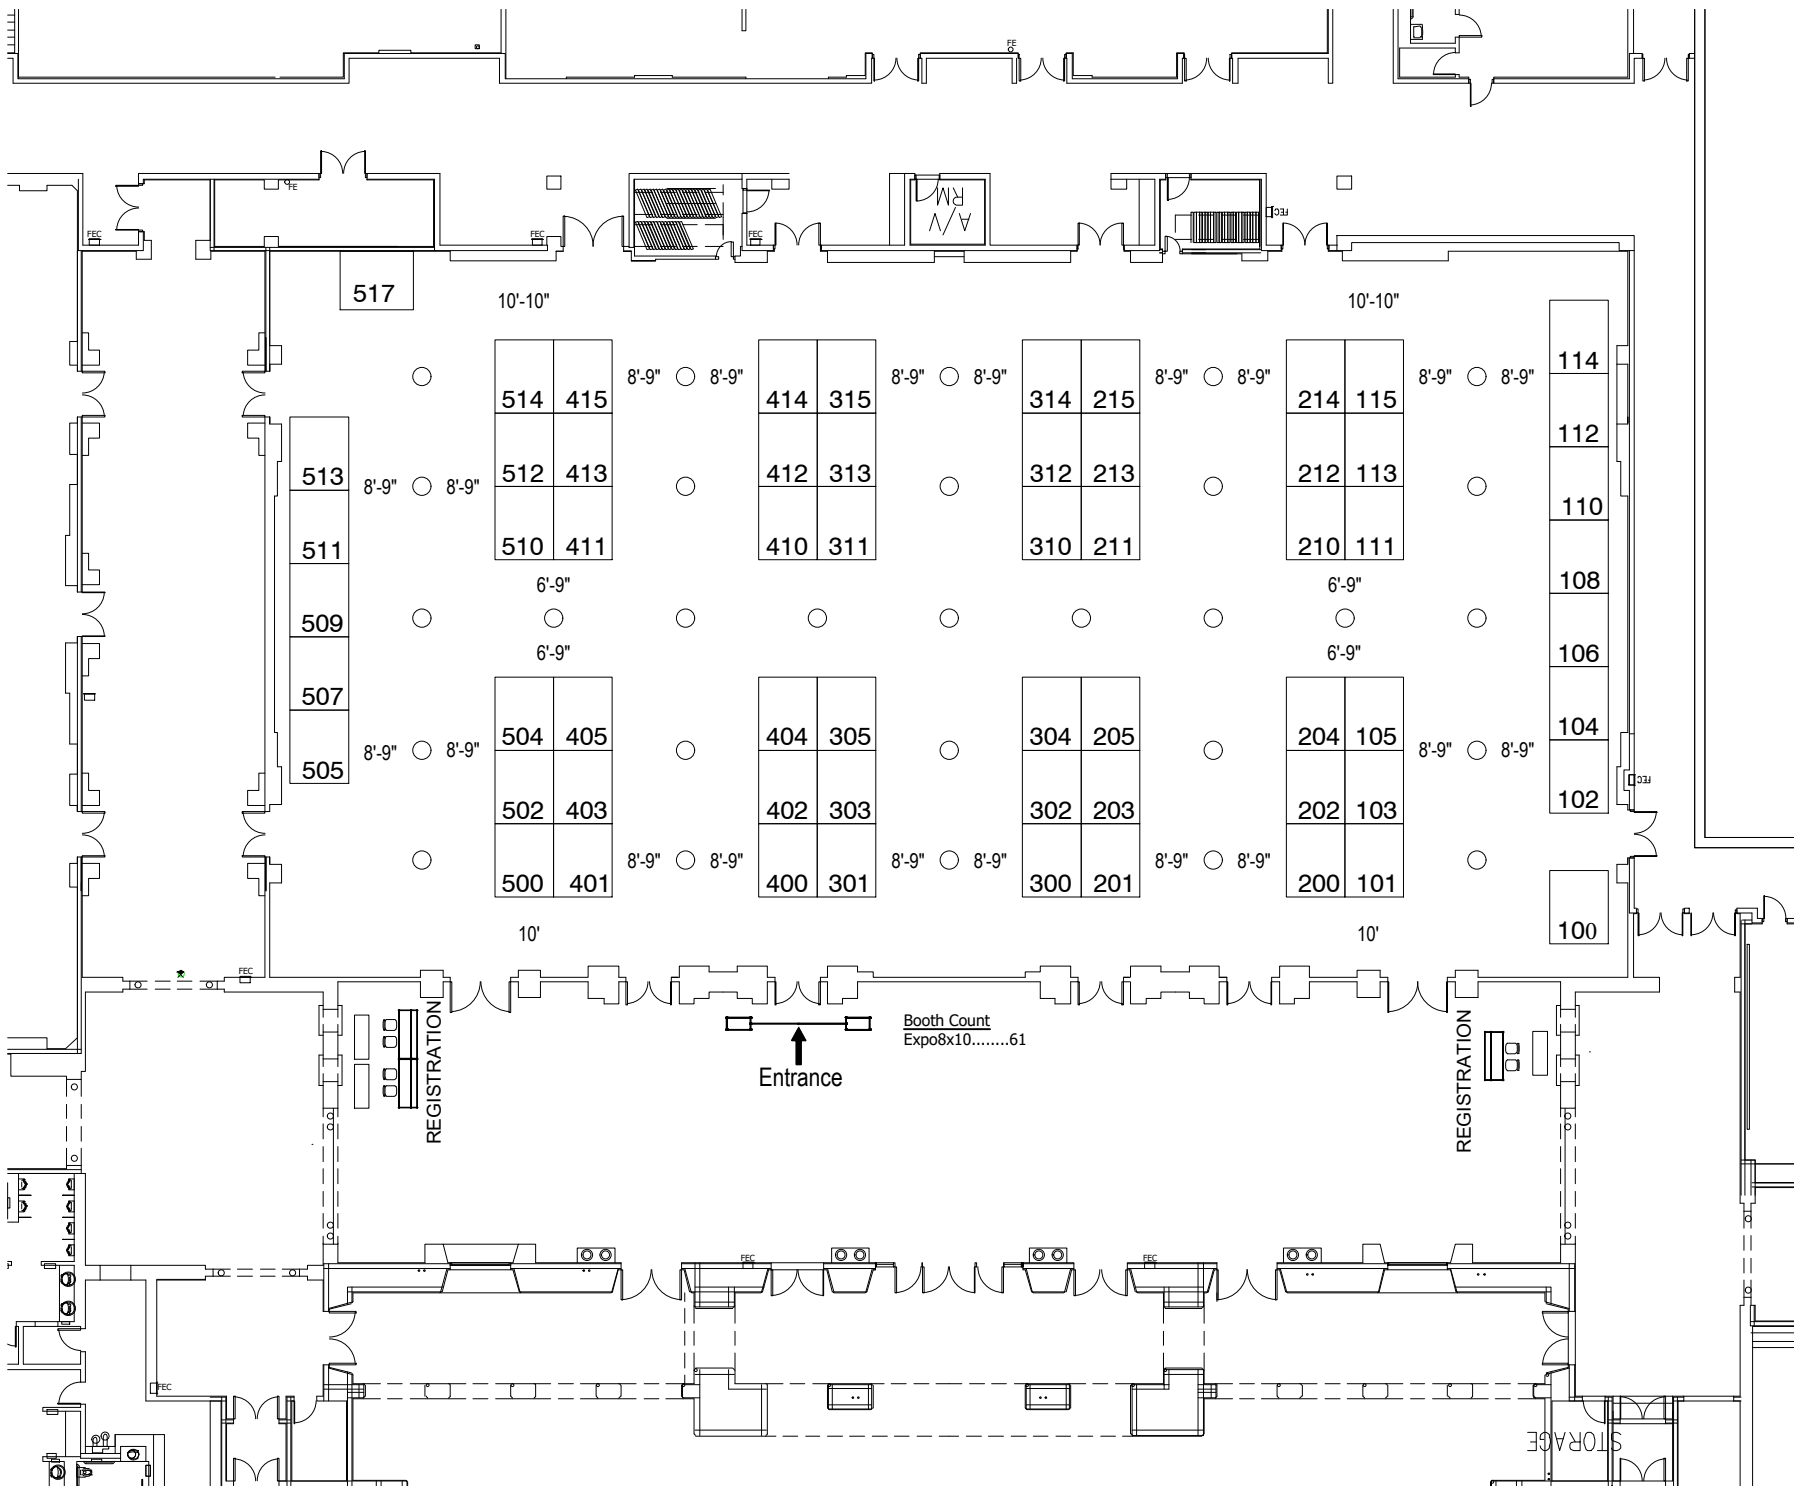 FE
FE
A/V
RM
FEC
FEC
FEC
FEC
517
10'-10"
10'-10"
114
8'-9" 8'-9" 8'-9" 8'-9" 8'-9" 8'-9" 8'-9" 8'-9"
514 415 414 315 314 215 214 115
112
513 512 413 412 313 312 213 212 113
8'-9" 8'-9"
110
511 510 411 410 311 310 211 210 111
6'-9" 6'-9"
108
509
6'-9" 6'-9"
106
507
504 405 404 305 304 205 204 105
104
8'-9" 8'-9" 8'-9" 8'-9"
505
FEC
502 403 402 303 302 203 202 103
102
8'-9" 8'-9" 8'-9" 8'-9" 8'-9" 8'-9"
500 401 400 301 300 201 200 101
10' 10'
100
FEC
REGISTRATION
Booth Count
Expo8x10........61
Entrance
REGISTRATION
FEC
FEC
FEC
STORAGE